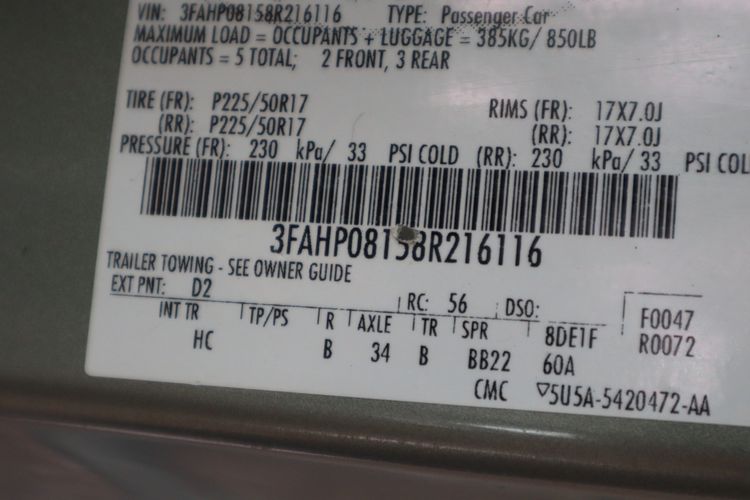 VIN: 3FAHP08158R216116 TYPE: Passenger Car
MAXIMUM LOAD = OCCUPANTS + LUGGAGE = 385KG/ 850LB
OCCUPANTS = 5 TOTAL; 2 FRONT, 3 REAR
TIRE (FR): P225/50R17 RIMS (FR): 17X7.0J
(RR): P225/50R17 (RR): 17X7.0J
PRESSURE (FR): 230 kPa/ 33 PSI COLD (RR): 230 kPa/ 33 PSI COL
3FAHP08158R216116
TRAILER TOWING - SEE OWNER GUIDE
EXT PNT: D2 RC: 56 DSO: F0047
INT TR TP/PS R AXLE TR SPR 8DE1F R0072
HC B 34 B BB22 60A
CMC 5U5A-5420472-AA